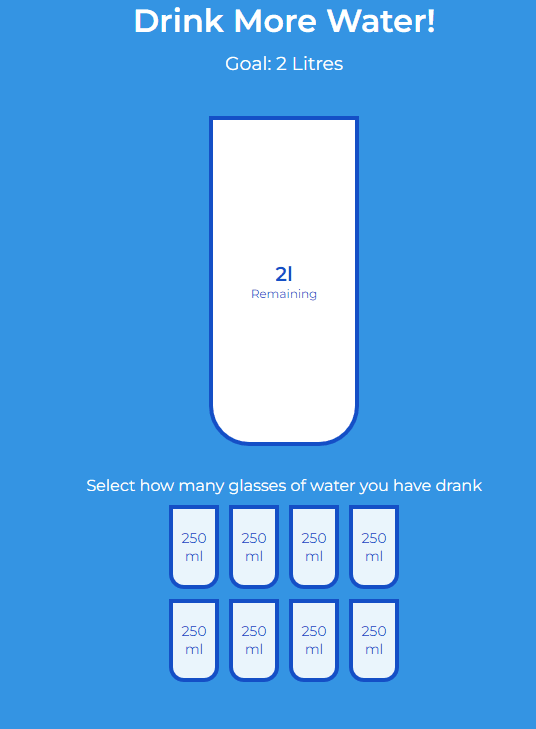 Drink More Water!
Goal: 2 Litres
2l
Remaining
Select how many glasses of water you have drank
250 250 250 250
ml ml ml ml
250 250 250 250
ml ml ml ml